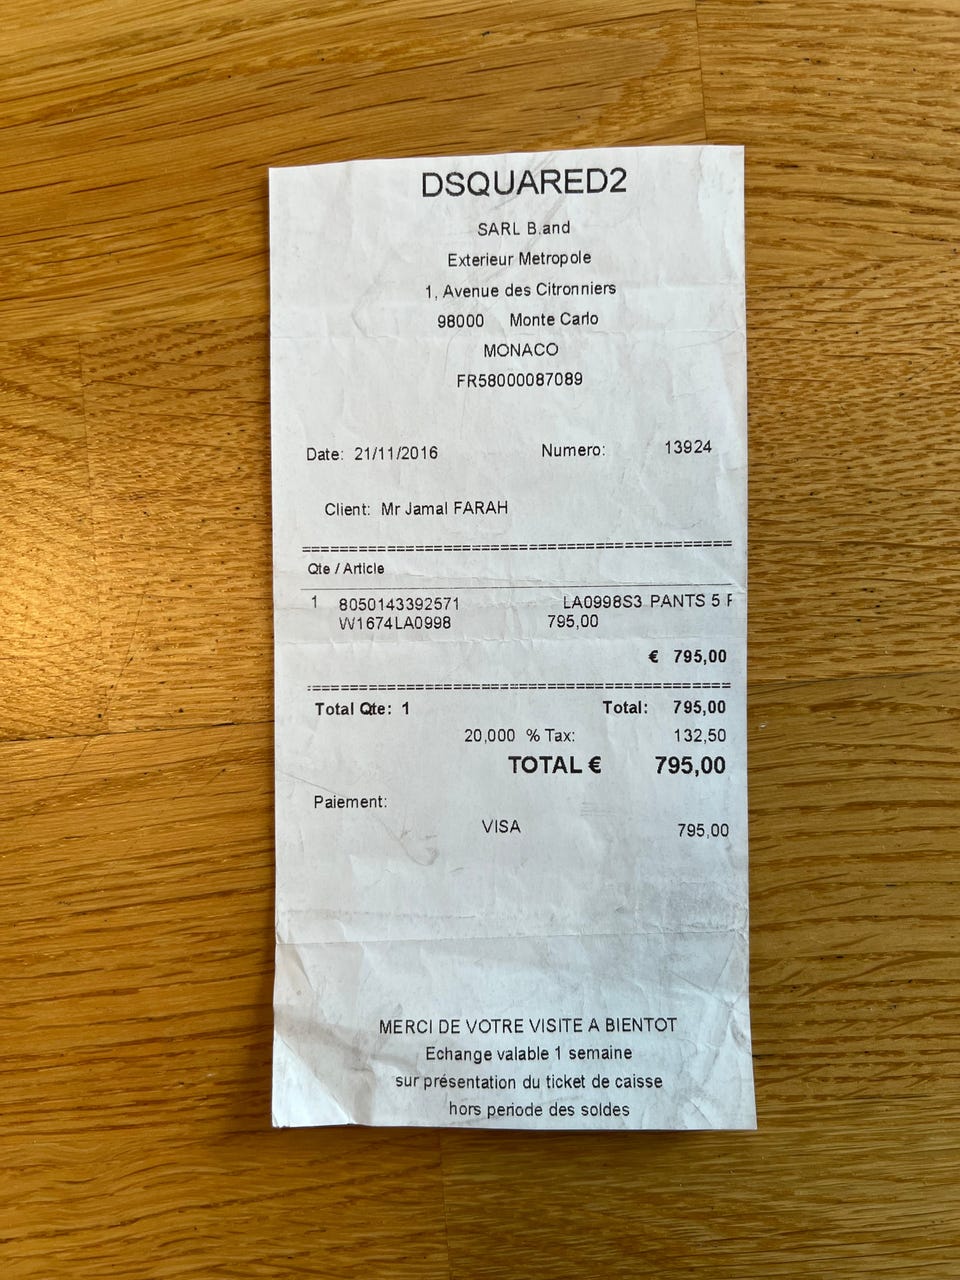 DSQUARED2
SARL B.and
Exterieur Metropole
1, Avenue des Citronniers
98000 Monte Carlo
MONACO
FR58000087089
Date: 21/11/2016 Numero: 13924
Client: Mr Jamal FARAH
Qte / Article
1 8050143392571 LA0998S3 PANTS 5 F
W1674LA0998 795,00
€ 795,00
Total Qte: 1 Total: 795,00
20,000 % Tax: 132,50
TOTAL € 795,00
Paiement:
VISA 795,00
MERCI DE VOTRE VISITE A BIENTOT
Echange valable 1 semaine
sur présentation du ticket de caisse
hors periode des soldes